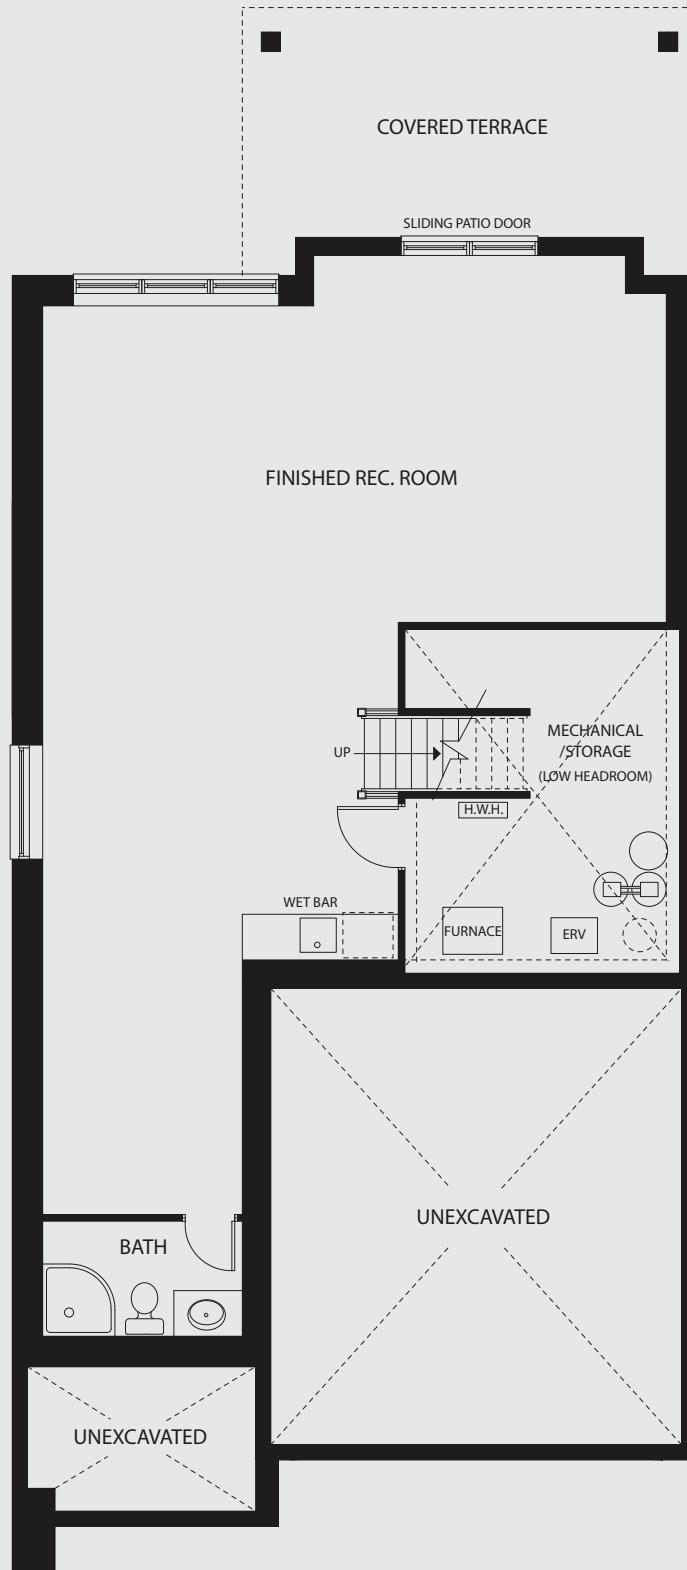 COVERED TERRACE
SLIDING PATIO DOOR
FINISHED REC. ROOM
MECHANICAL
/STORAGE
(LOW HEADROOM)
UP
H.W.H.
WET BAR
FURNACE
ERV
UNEXCAVATED
BATH
UNEXCAVATED